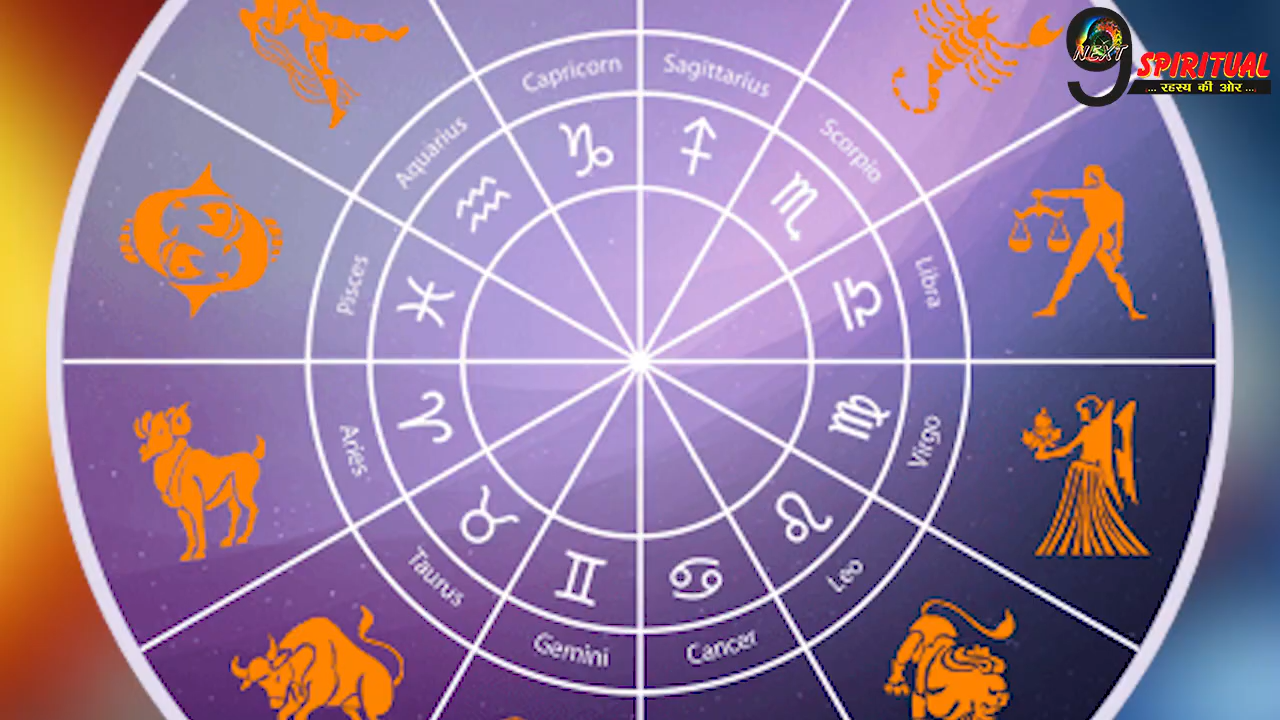 Capricorn
Sagittarius
Aquarius
Scorpio
Pisces
Libra
Aries
Virgo
Taurus
Leo
Gemini
Cancer
9
NEXT
SPIRITUAL
... रहस्य की ओर ...